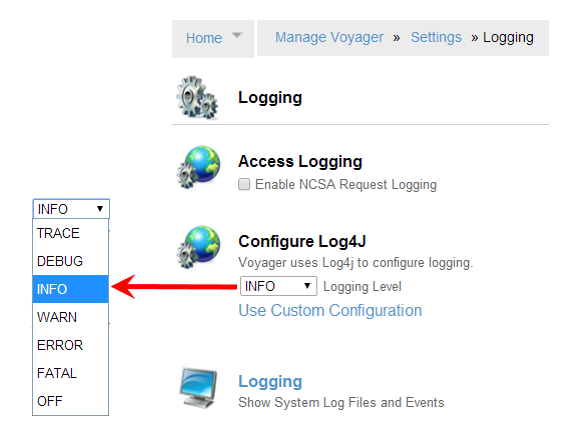 Home Manage Voyager » Settings » Logging
Logging
Access Logging
Enable NCSA Request Logging
Configure Log4J
Voyager uses Log4j to configure logging.
INFO Logging Level
Use Custom Configuration
Logging
Show System Log Files and Events
INFO
TRACE
DEBUG
INFO
WARN
ERROR
FATAL
OFF